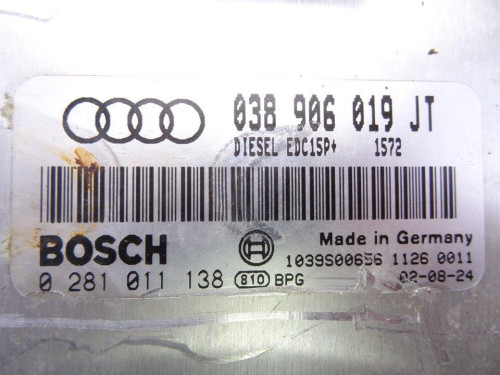 038 906 019 JT
DIESEL EDC15P+ 1572
BOSCH
Made in Germany
1039S00656 1126 0011
0 281 011 138 810 BPG 02-08-24